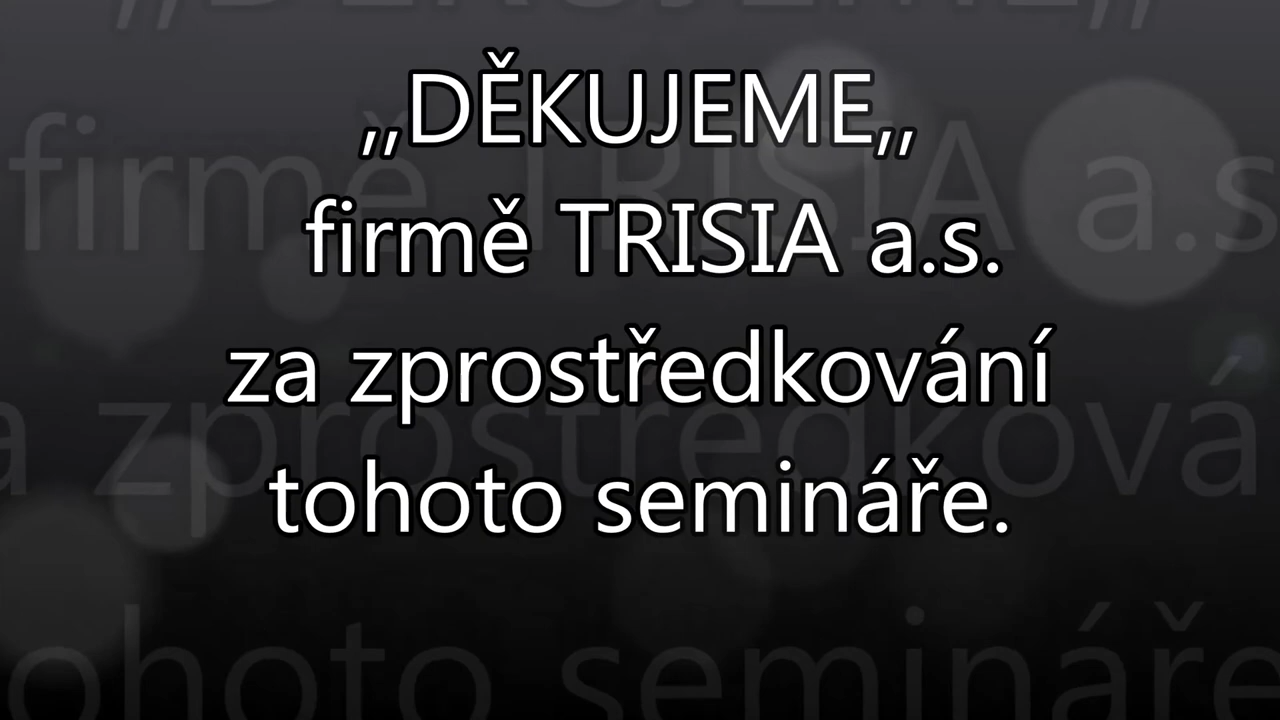 ,,DĚKUJEME,,
firmě TRISIA a.s.
za zprostředkování
tohoto semináře.